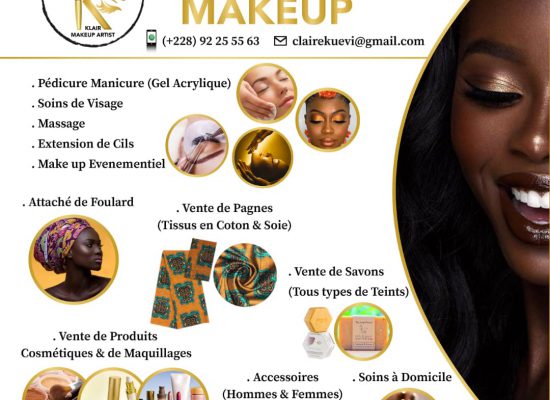 KLAIR
MAKEUP ARTIST
MAKEUP
(+228) 92 25 55 63 clairekuevi@gmail.com
. Pédicure Manicure (Gel Acrylique)
. Soins de Visage
. Massage
. Extension de Cils
. Make up Evenementiel
. Attaché de Foulard
. Vente de Pagnes
(Tissus en Coton & Soie)
. Vente de Savons
(Tous types de Teints)
. Vente de Produits
Cosmétiques & de Maquillages
. Accessoires
(Hommes & Femmes)
. Soins à Domicile